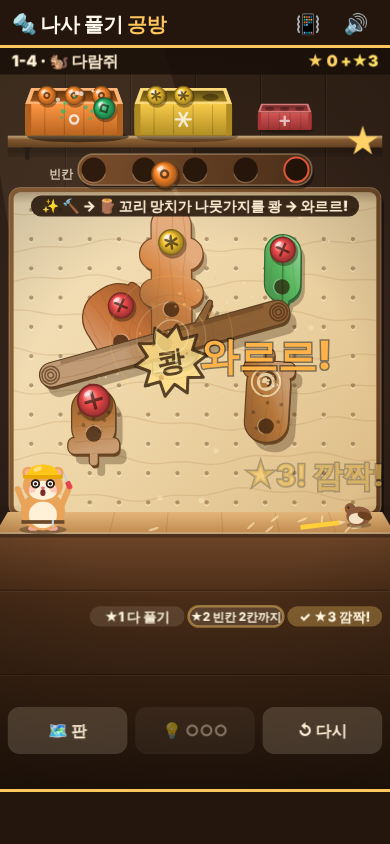 나사 풀기 공방
1-4 · 다람쥐
★ 0 +★3
빈칸
꼬리 망치가 나뭇가지를 쾅 → 와르르!
쾅
와르르!
★3! 깜짝!
★1 다 풀기
★2 빈칸 2칸까지
✓ ★3 깜짝!
판
다시